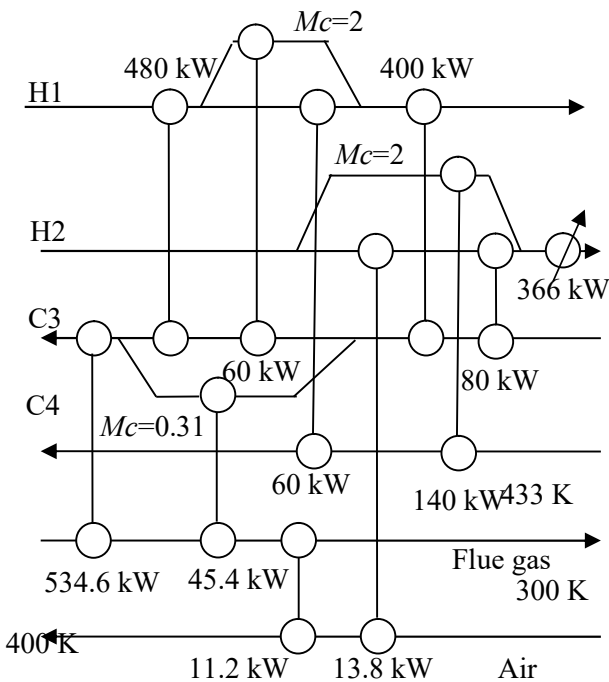 Mc=2
480 kW
400 kW
H1
Mc=2
H2
366 kW
C3
60 kW
80 kW
C4
Mc=0.31
60 kW
140 kW
433 K
Flue gas
534.6 kW
45.4 kW
300 K
400 K
11.2 kW
13.8 kW
Air